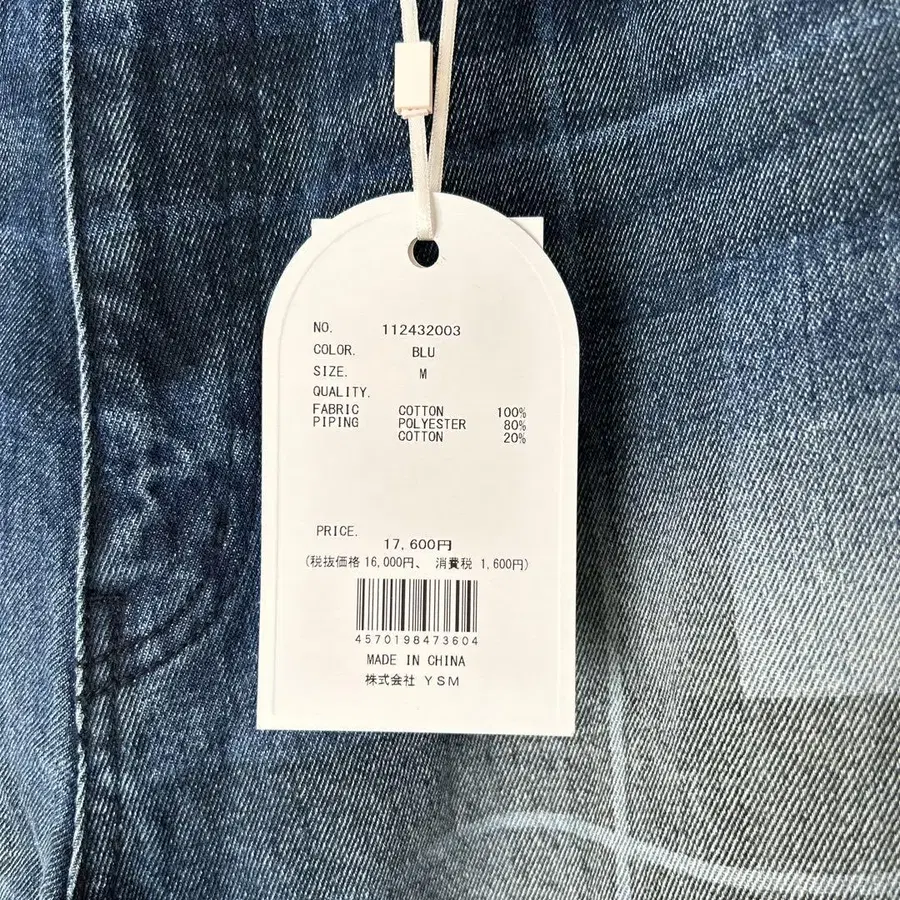 NO. 112432003
COLOR. BLU
SIZE. M
QUALITY.
FABRIC COTTON 100%
PIPING POLYESTER 80%
COTTON 20%
PRICE.
17,600円
(税抜価格 16,000円、 消費税 1,600円)
4570198473604
MADE IN CHINA
株式会社 YSM